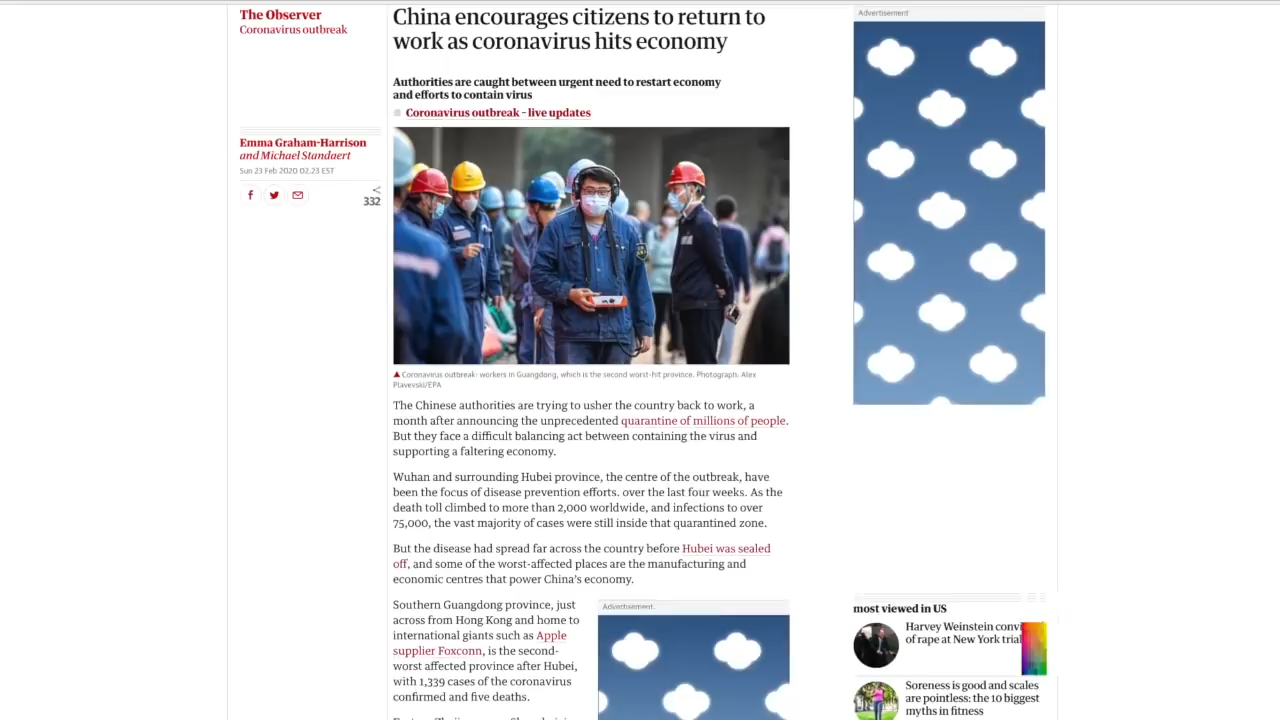 The Observer
Coronavirus outbreak
China encourages citizens to return to
work as coronavirus hits economy
Authorities are caught between urgent need to restart economy
and efforts to contain virus
Coronavirus outbreak – live updates
Emma Graham-Harrison
and Michael Standaert
Sun 23 Feb 2020 02.23 EST
332
Coronavirus outbreak: workers in Guangdong, which is the second worst-hit province. Photograph: Alex
Plavevski/EPA
The Chinese authorities are trying to usher the country back to work, a
month after announcing the unprecedented quarantine of millions of people.
But they face a difficult balancing act between containing the virus and
supporting a faltering economy.
Wuhan and surrounding Hubei province, the centre of the outbreak, have
been the focus of disease prevention efforts. over the last four weeks. As the
death toll climbed to more than 2,000 worldwide, and infections to over
75,000, the vast majority of cases were still inside that quarantined zone.
But the disease had spread far across the country before Hubei was sealed
off, and some of the worst-affected places are the manufacturing and
economic centres that power China's economy.
Southern Guangdong province, just
across from Hong Kong and home to
international giants such as Apple
supplier Foxconn, is the second-
worst affected province after Hubei,
with 1,339 cases of the coronavirus
confirmed and five deaths.
Advertisement
Advertisement
most viewed in US
Harvey Weinstein convi
of rape at New York trial
Soreness is good and scales
are pointless: the 10 biggest
myths in fitness